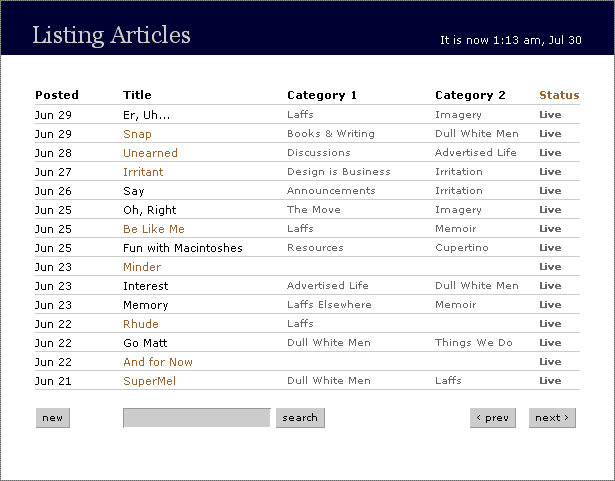 Listing Articles
It is now 1:13 am, Jul 30
Posted Title Category 1 Category 2 Status
Jun 29 Er, Uh... Laffs Imagery Live
Jun 29 Snap Books & Writing Dull White Men Live
Jun 28 Unearned Discussions Advertised Life Live
Jun 27 Irritant Design is Business Irritation Live
Jun 26 Say Announcements Irritation Live
Jun 25 Oh, Right The Move Imagery Live
Jun 25 Be Like Me Laffs Memoir Live
Jun 25 Fun with Macintoshes Resources Cupertino Live
Jun 23 Minder Live
Jun 23 Interest Advertised Life Dull White Men Live
Jun 23 Memory Laffs Elsewhere Memoir Live
Jun 22 Rhude Laffs Live
Jun 22 Go Matt Dull White Men Things We Do Live
Jun 22 And for Now Live
Jun 21 SuperMel Dull White Men Laffs Live
new search ‹ prev next ›